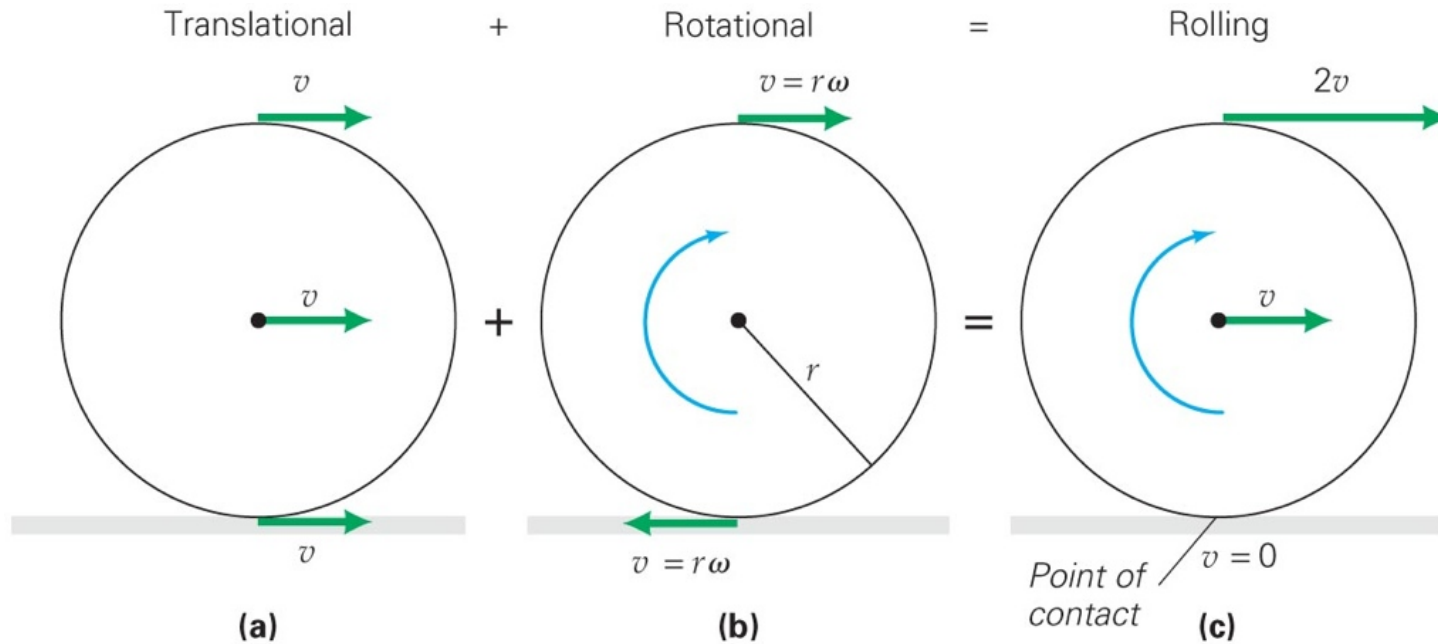 Translational + Rotational = Rolling
v v = rω 2v
v + r = v
v v = rω v = 0
Point of
contact
(a) (b) (c)